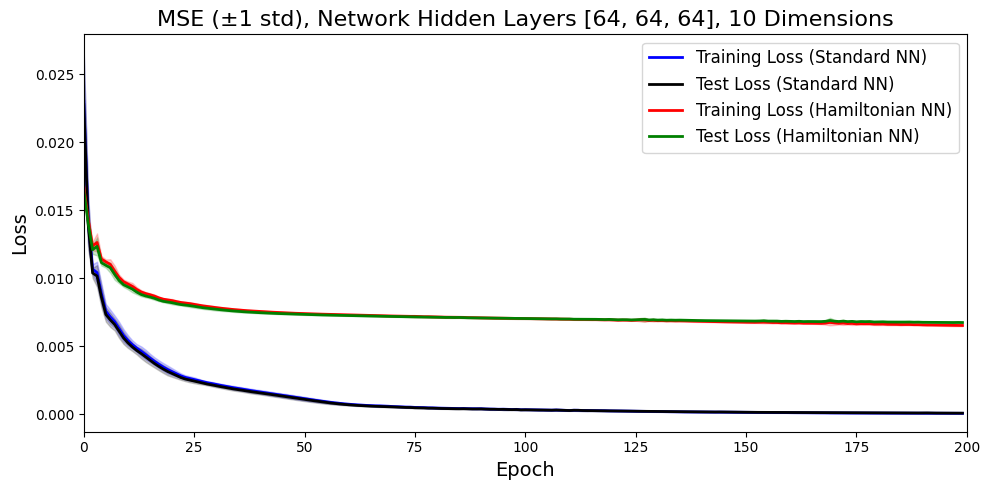 MSE (±1 std), Network Hidden Layers [64, 64, 64], 10 Dimensions
Training Loss (Standard NN)
Test Loss (Standard NN)
Training Loss (Hamiltonian NN)
Test Loss (Hamiltonian NN)
Loss
0.025
0.020
0.015
0.010
0.005
0.000
0 25 50 75 100 125 150 175 200
Epoch